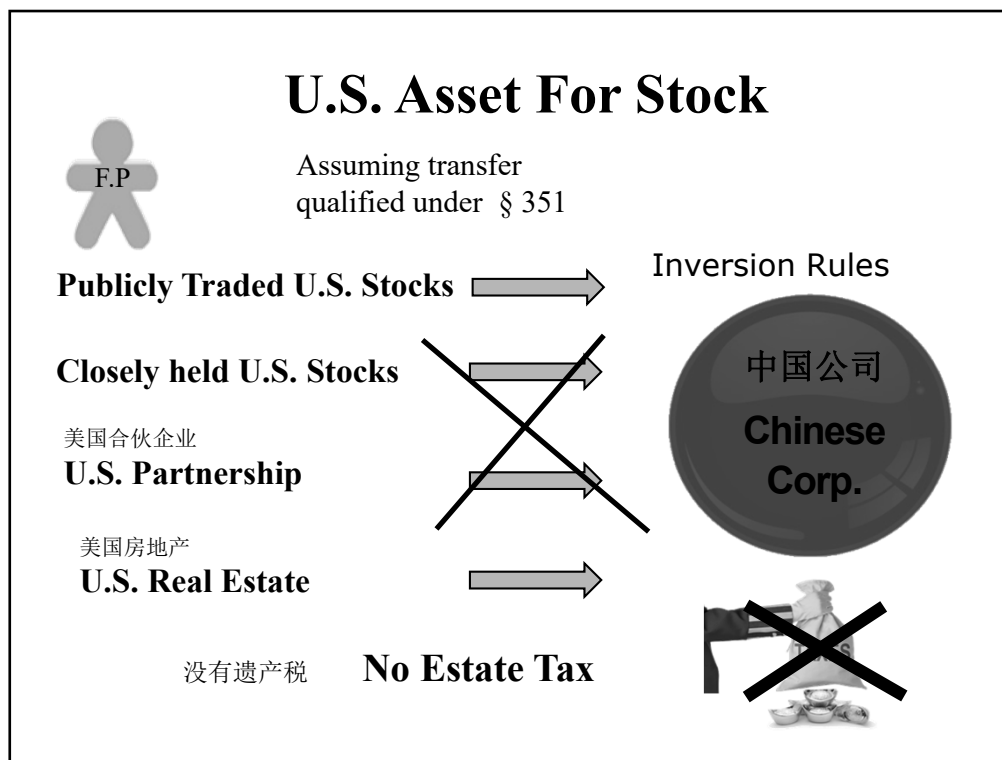 U.S. Asset For Stock
F.P
Assuming transfer
qualified under § 351
Publicly Traded U.S. Stocks
Inversion Rules
Closely held U.S. Stocks
中国公司
Chinese
Corp.
美国合伙企业
U.S. Partnership
美国房地产
U.S. Real Estate
没有遗产税
No Estate Tax